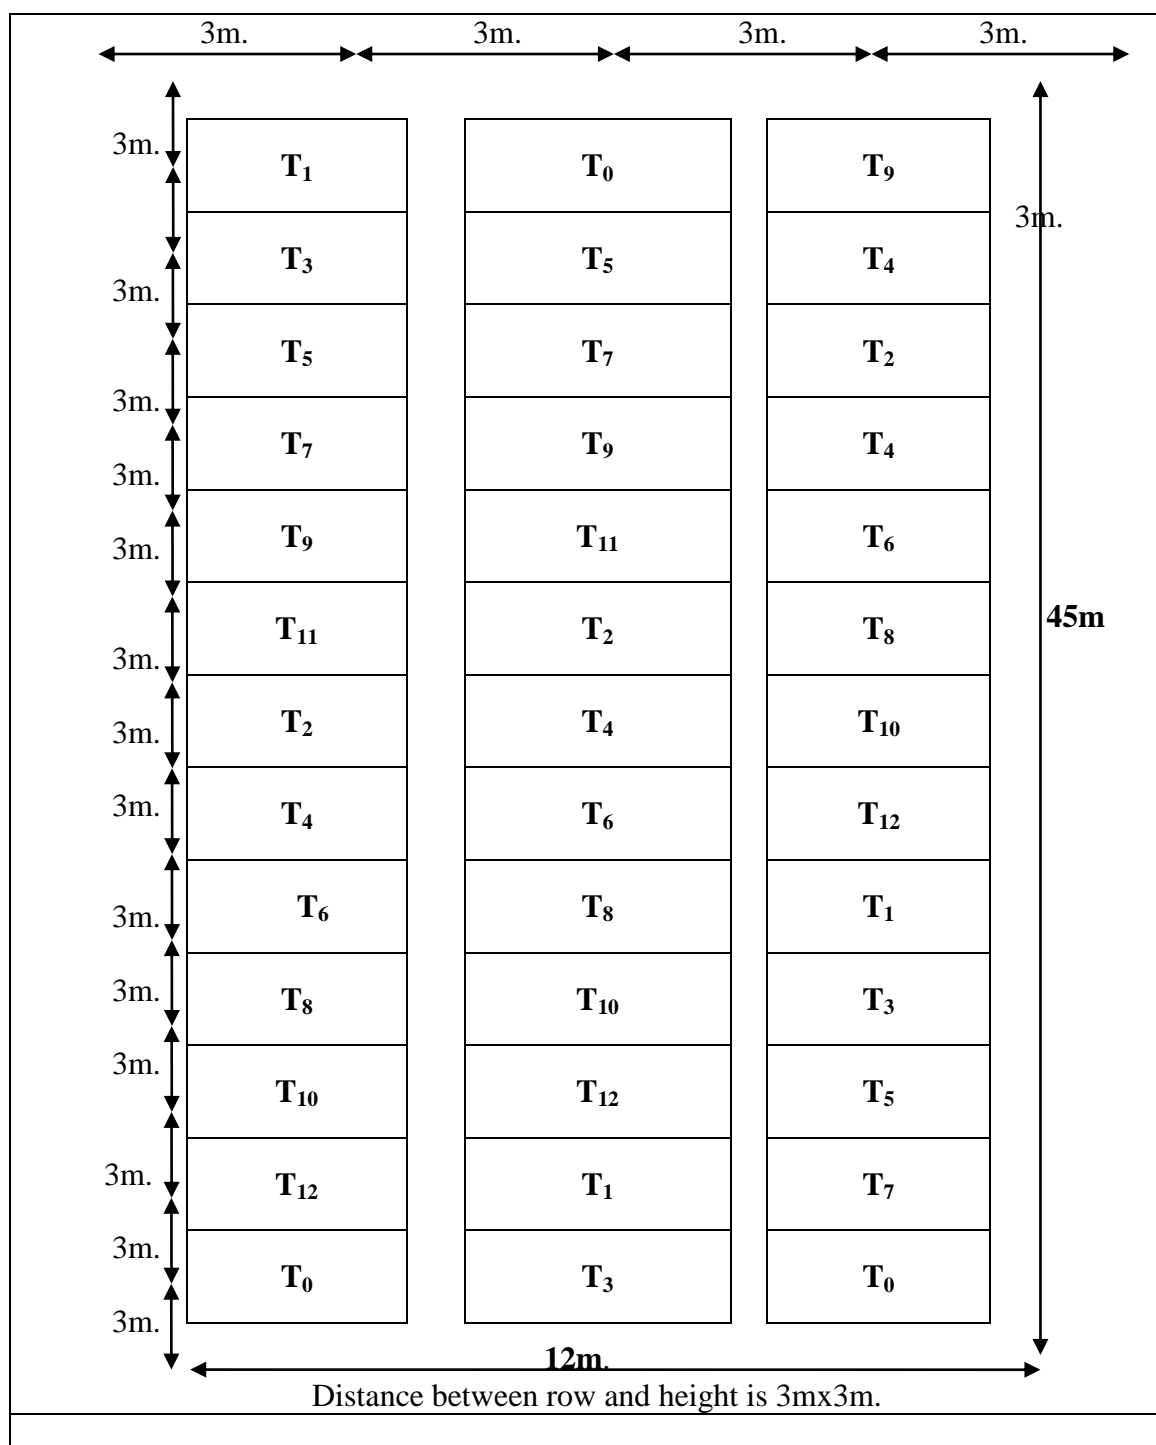 3m. 3m. 3m. 3m.
3m.
T₁ T₀ T₉
3m.
T₃ T₅ T₄
3m.
T₅ T₇ T₂
3m.
T₇ T₉ T₄
3m.
T₉ T₁₁ T₆
3m.
T₁₁ T₂ T₈
45m
3m.
T₂ T₄ T₁₀
3m.
T₄ T₆ T₁₂
3m.
T₆ T₈ T₁
3m.
T₈ T₁₀ T₃
3m.
T₁₀ T₁₂ T₅
3m.
T₁₂ T₁ T₇
3m.
3m.
T₀ T₃ T₀
3m.
12m.
Distance between row and height is 3mx3m.